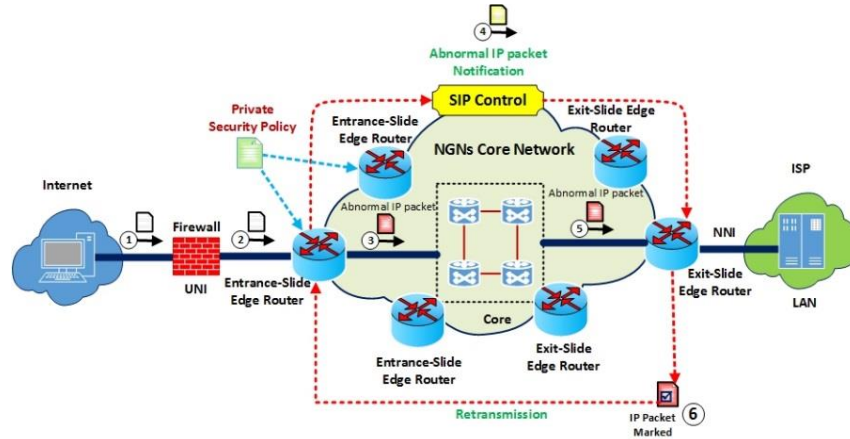 4
Abnormal IP packet
Notification
SIP Control
Private
Security Policy
Entrance-Slide
Edge Router
Exit-Slide Edge
Router
NGNs Core Network
Internet
ISP
Abnormal IP packet
Abnormal IP packet
Firewall
1
2
3
5
NNI
UNI
Entrance-Slide
Edge Router
Exit-Slide
Edge Router
LAN
Core
Entrance-Slide
Edge Router
Exit-Slide
Edge Router
Retransmission
IP Packet
Marked
6